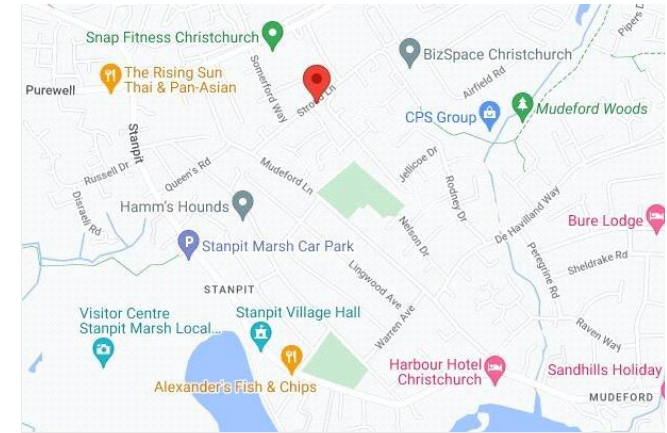 Pipers D
Snap Fitness Christchurch
BizSpace Christchurch
Purewell
The Rising Sun
Thai & Pan-Asian
Somerford Way
Stroud Ln
Airfield Rd
CPS Group
Mudeford Woods
Stanpit
Russell Dr
Queen's Rd
Mudeford Ln
Jellicoe Dr
Rodney Dr
De Havilland Way
Disraeli Rd
Hamm's Hounds
Nelson Dr
Bure Lodge
Stanpit Marsh Car Park
P
Peregrine Rd
Sheldrake Rd
Lingwood Ave
STANPIT
Visitor Centre
Stanpit Marsh Local...
Stanpit Village Hall
Warren Ave
Raven Way
Harbour Hotel
Christchurch
Sandhills Holiday
Alexander's Fish & Chips
MUDEFORD